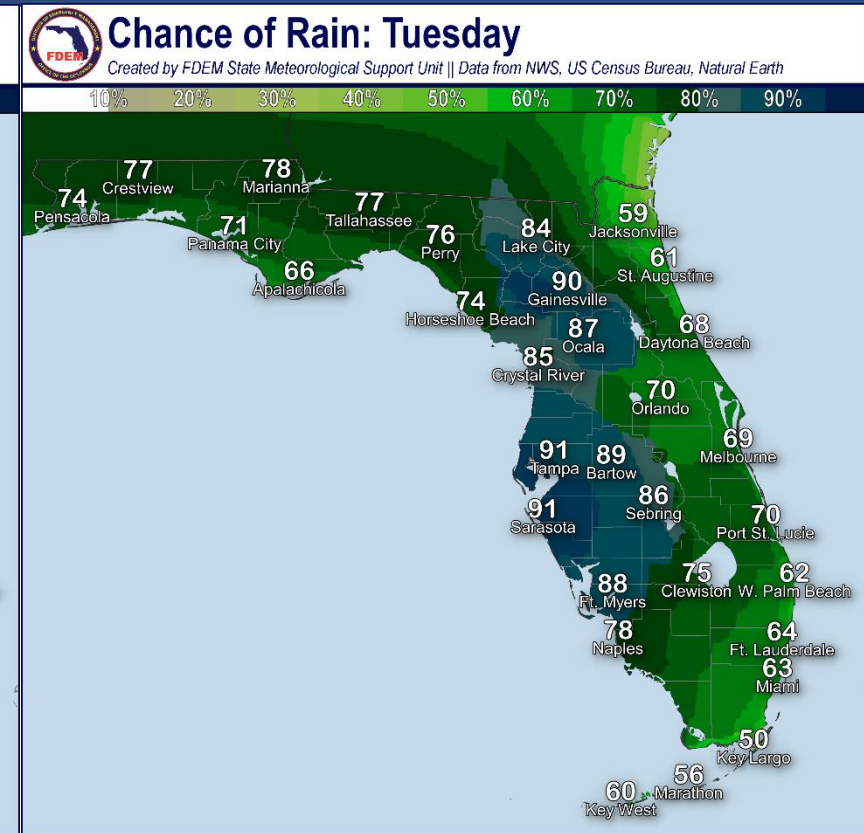 FDEM
Chance of Rain: Tuesday
Created by FDEM State Meteorological Support Unit || Data from NWS, US Census Bureau, Natural Earth
10% 20% 30% 40% 50% 60% 70% 80% 90%
77
Crestview
78
Marianna
74
Pensacola
77
Tallahassee
71
Panama City
76
Perry
84
Lake City
59
Jacksonville
66
Apalachicola
61
St. Augustine
90
Gainesville
74
Horseshoe Beach
87
Ocala
68
Daytona Beach
85
Crystal River
70
Orlando
91
Tampa
89
Bartow
69
Melbourne
86
Sebring
91
Sarasota
70
Port St. Lucie
88
Ft. Myers
75
Clewiston
62
W. Palm Beach
78
Naples
64
Ft. Lauderdale
63
Miami
50
Key Largo
56
Marathon
60
Key West